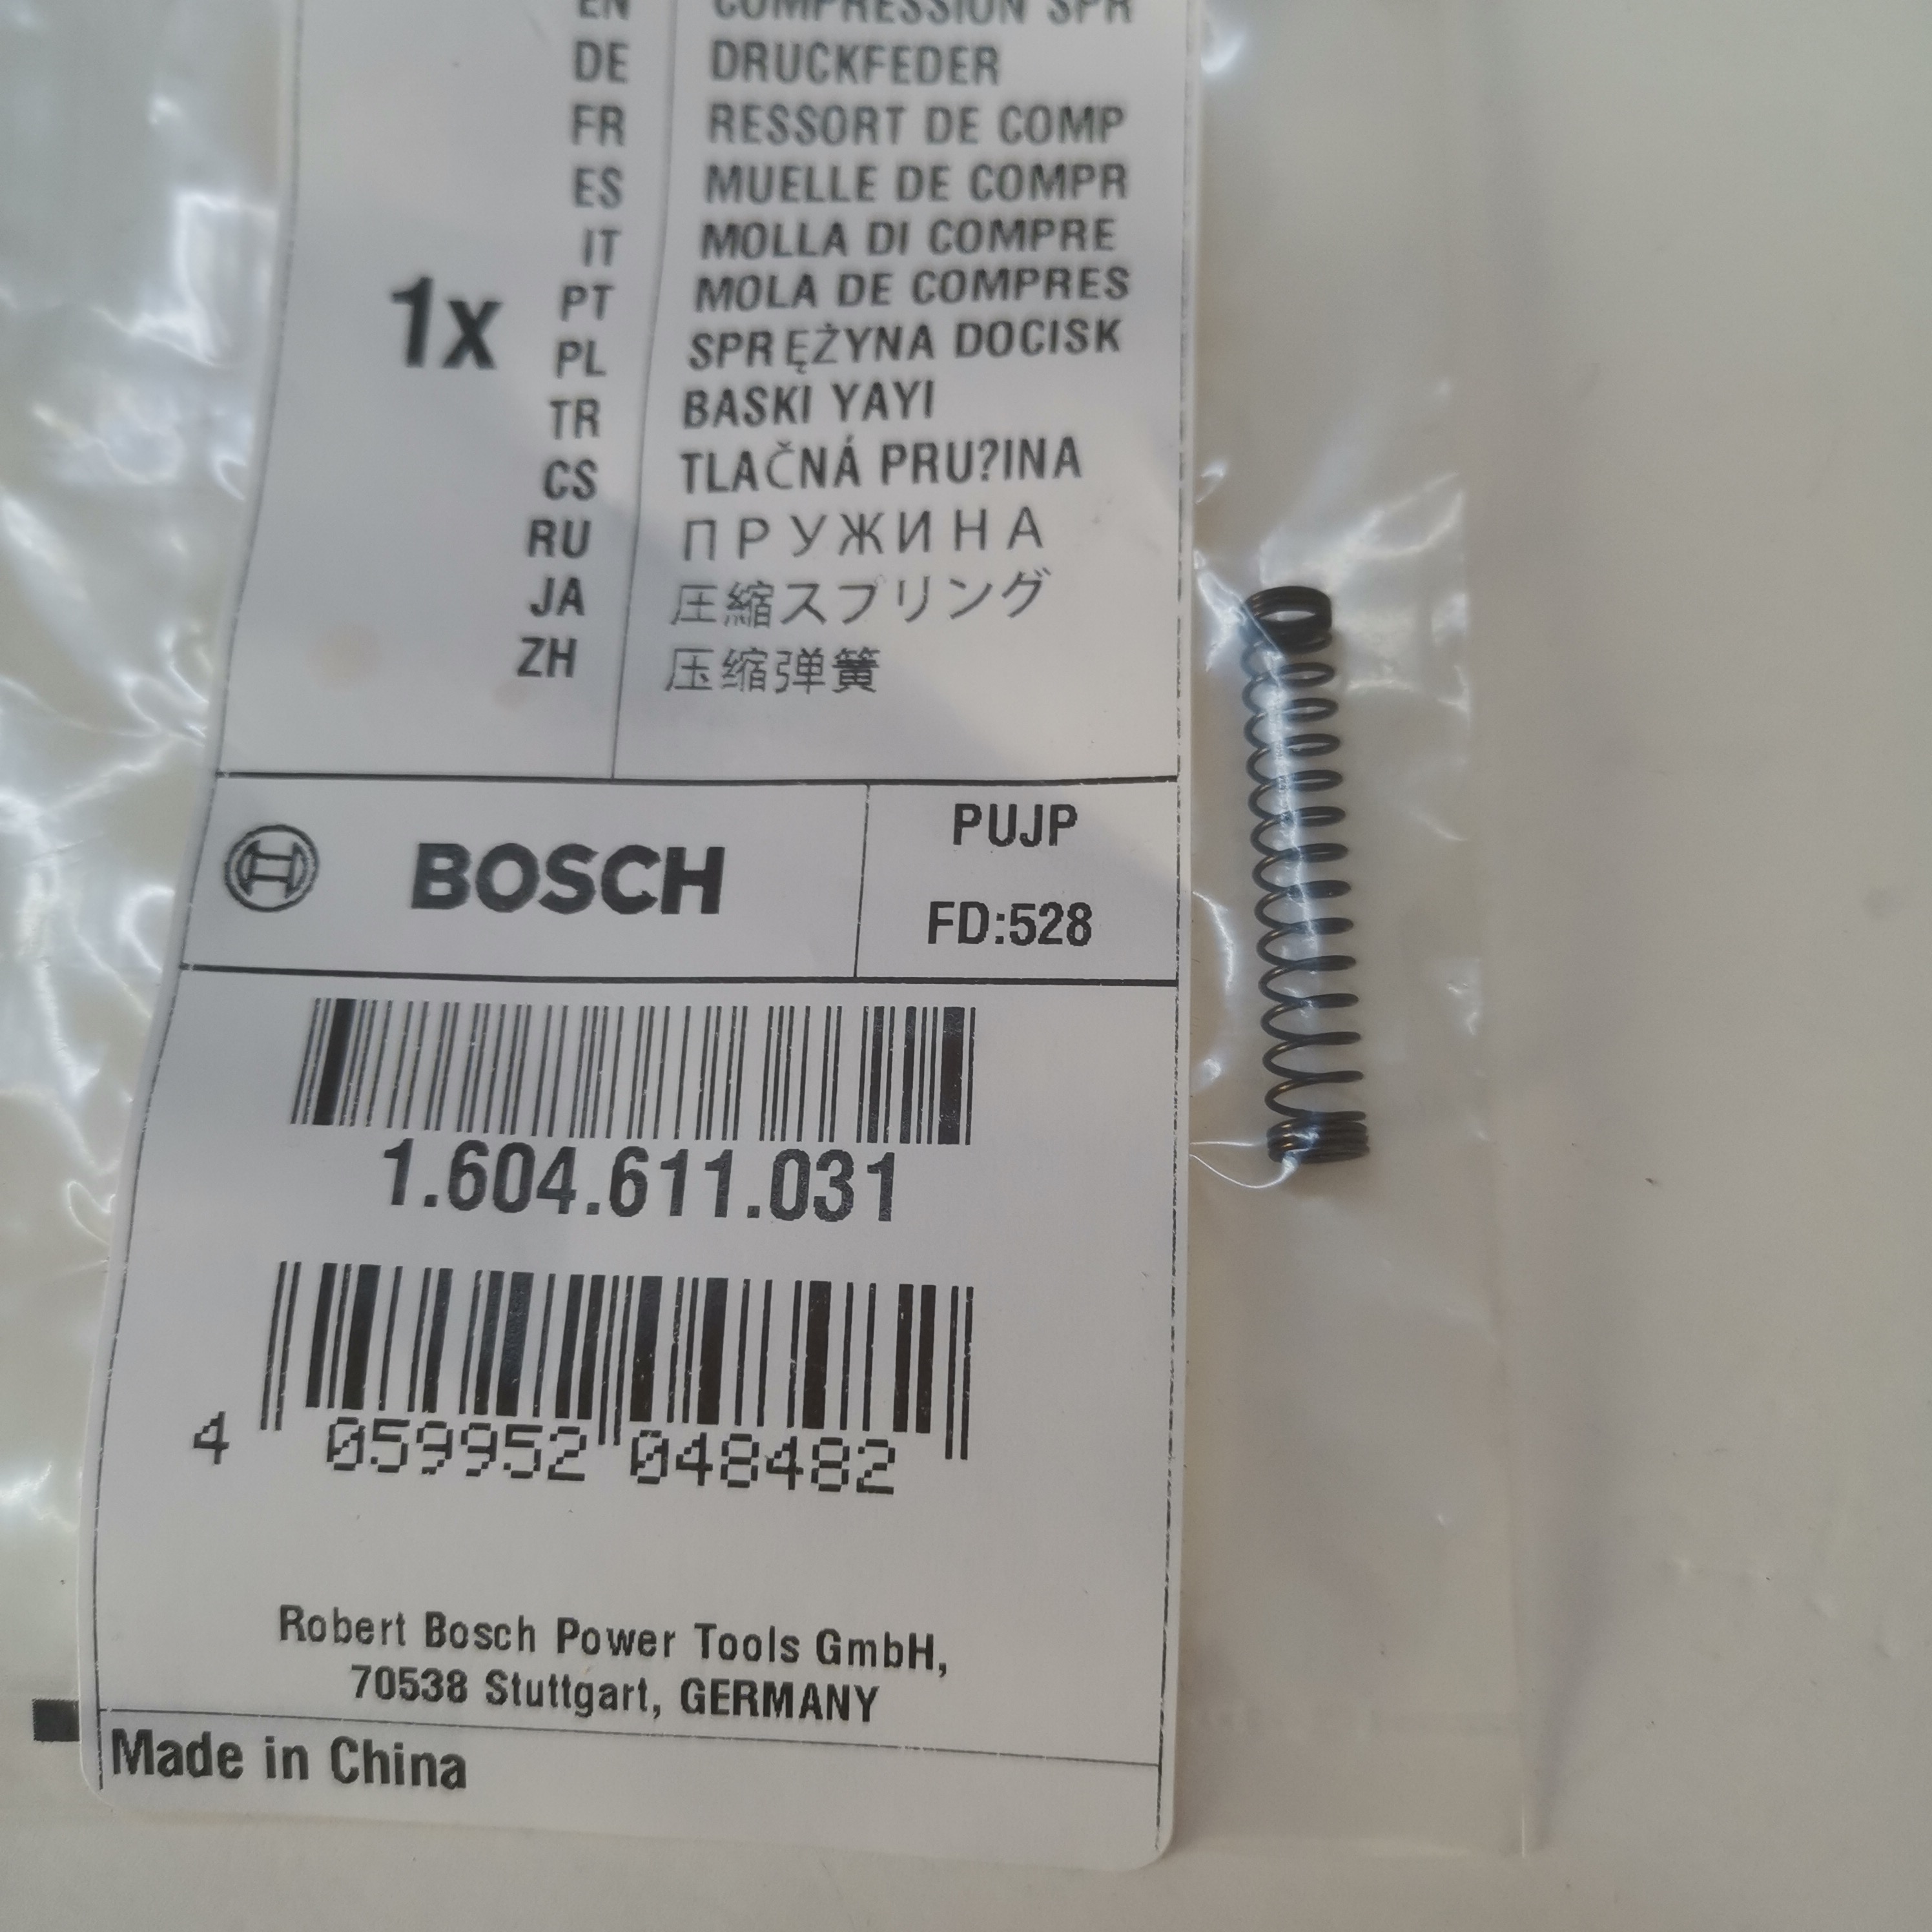 EN COMPRESSION SPR
DE DRUCKFEDER
FR RESSORT DE COMP
ES MUELLE DE COMPR
IT MOLLA DI COMPRE
1x PT MOLA DE COMPRES
PL SPRĘŻYNA DOCISK
TR BASKI YAYI
CS TLAČNÁ PRU?INA
RU ПРУЖИНА
JA 圧縮スプリング
ZH 压缩弹簧
BOSCH
PUJP
FD:528
1.604.611.031
4 059952 048482
Robert Bosch Power Tools GmbH,
70538 Stuttgart, GERMANY
Made in China